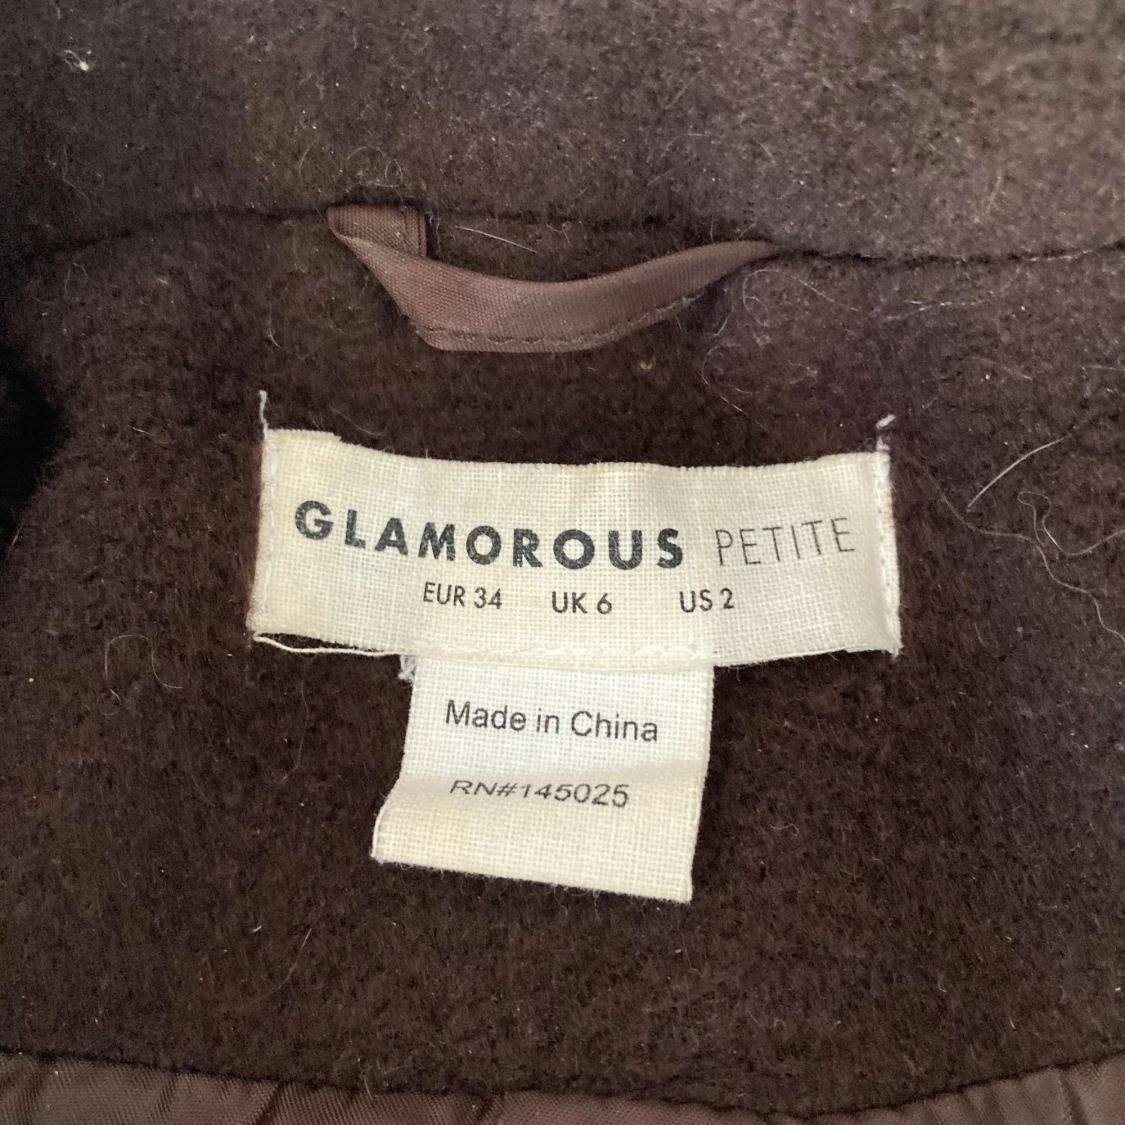 GLAMOROUS PETITE
EUR 34 UK 6 US 2
Made in China
RN#145025